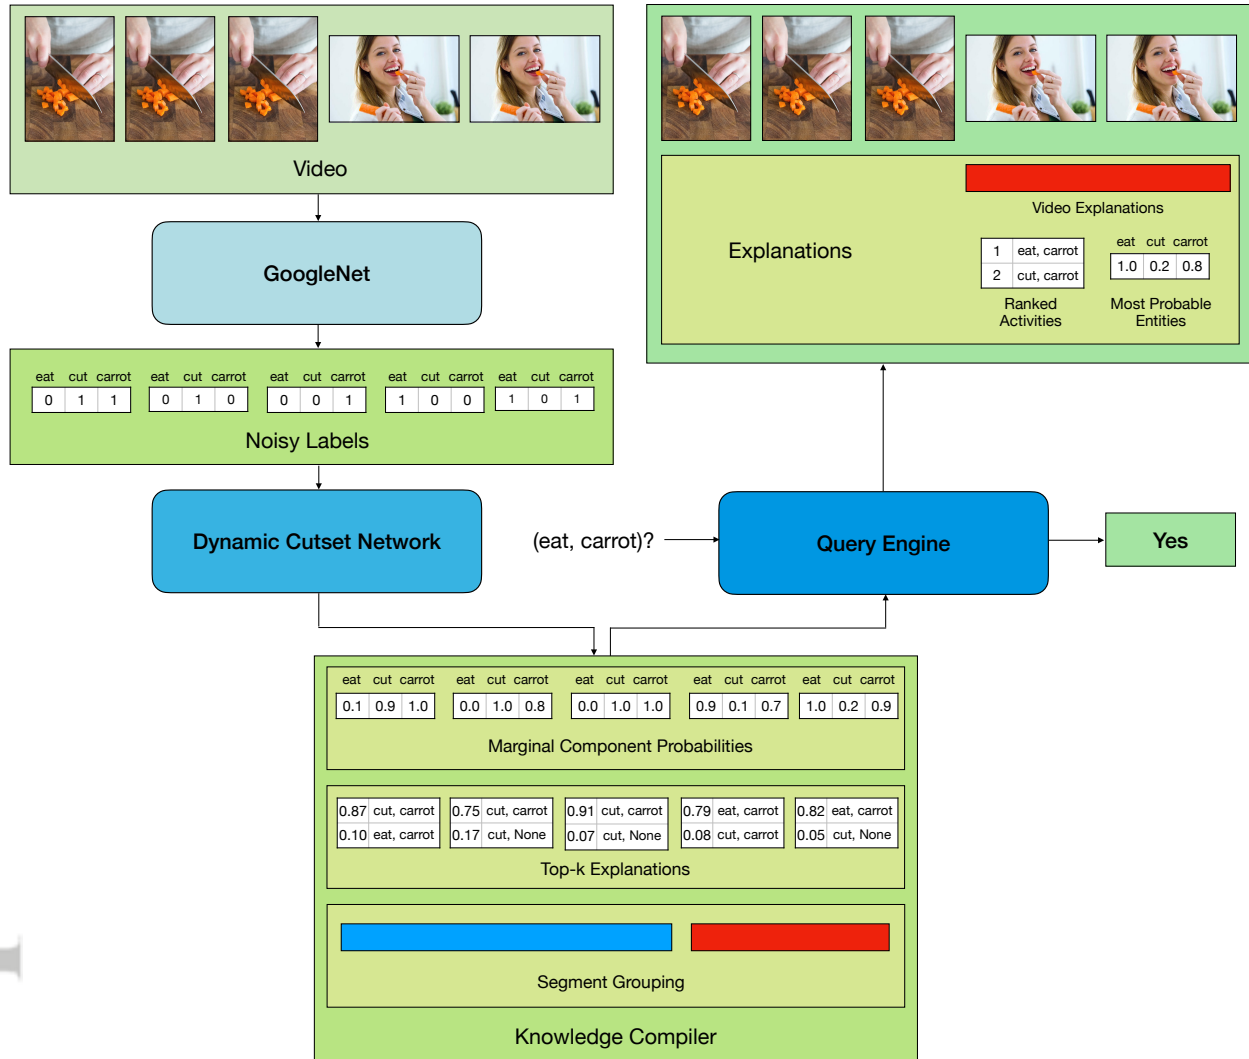 Video
GoogleNet
eat cut carrot
0 1 1
eat cut carrot
0 1 0
eat cut carrot
0 0 1
eat cut carrot
1 0 0
eat cut carrot
1 0 1
Noisy Labels
Dynamic Cutset Network
Explanations
Video Explanations
1 eat, carrot
2 cut, carrot
Ranked
Activities
eat cut carrot
1.0 0.2 0.8
Most Probable
Entities
(eat, carrot)?
Query Engine
Yes
eat cut carrot
0.1 0.9 1.0
eat cut carrot
0.0 1.0 0.8
eat cut carrot
0.0 1.0 1.0
eat cut carrot
0.9 0.1 0.7
eat cut carrot
1.0 0.2 0.9
Marginal Component Probabilities
0.87 cut, carrot
0.10 eat, carrot
0.75 cut, carrot
0.17 cut, None
0.91 cut, carrot
0.07 cut, None
0.79 eat, carrot
0.08 cut, carrot
0.82 eat, carrot
0.05 cut, None
Top-k Explanations
Segment Grouping
Knowledge Compiler